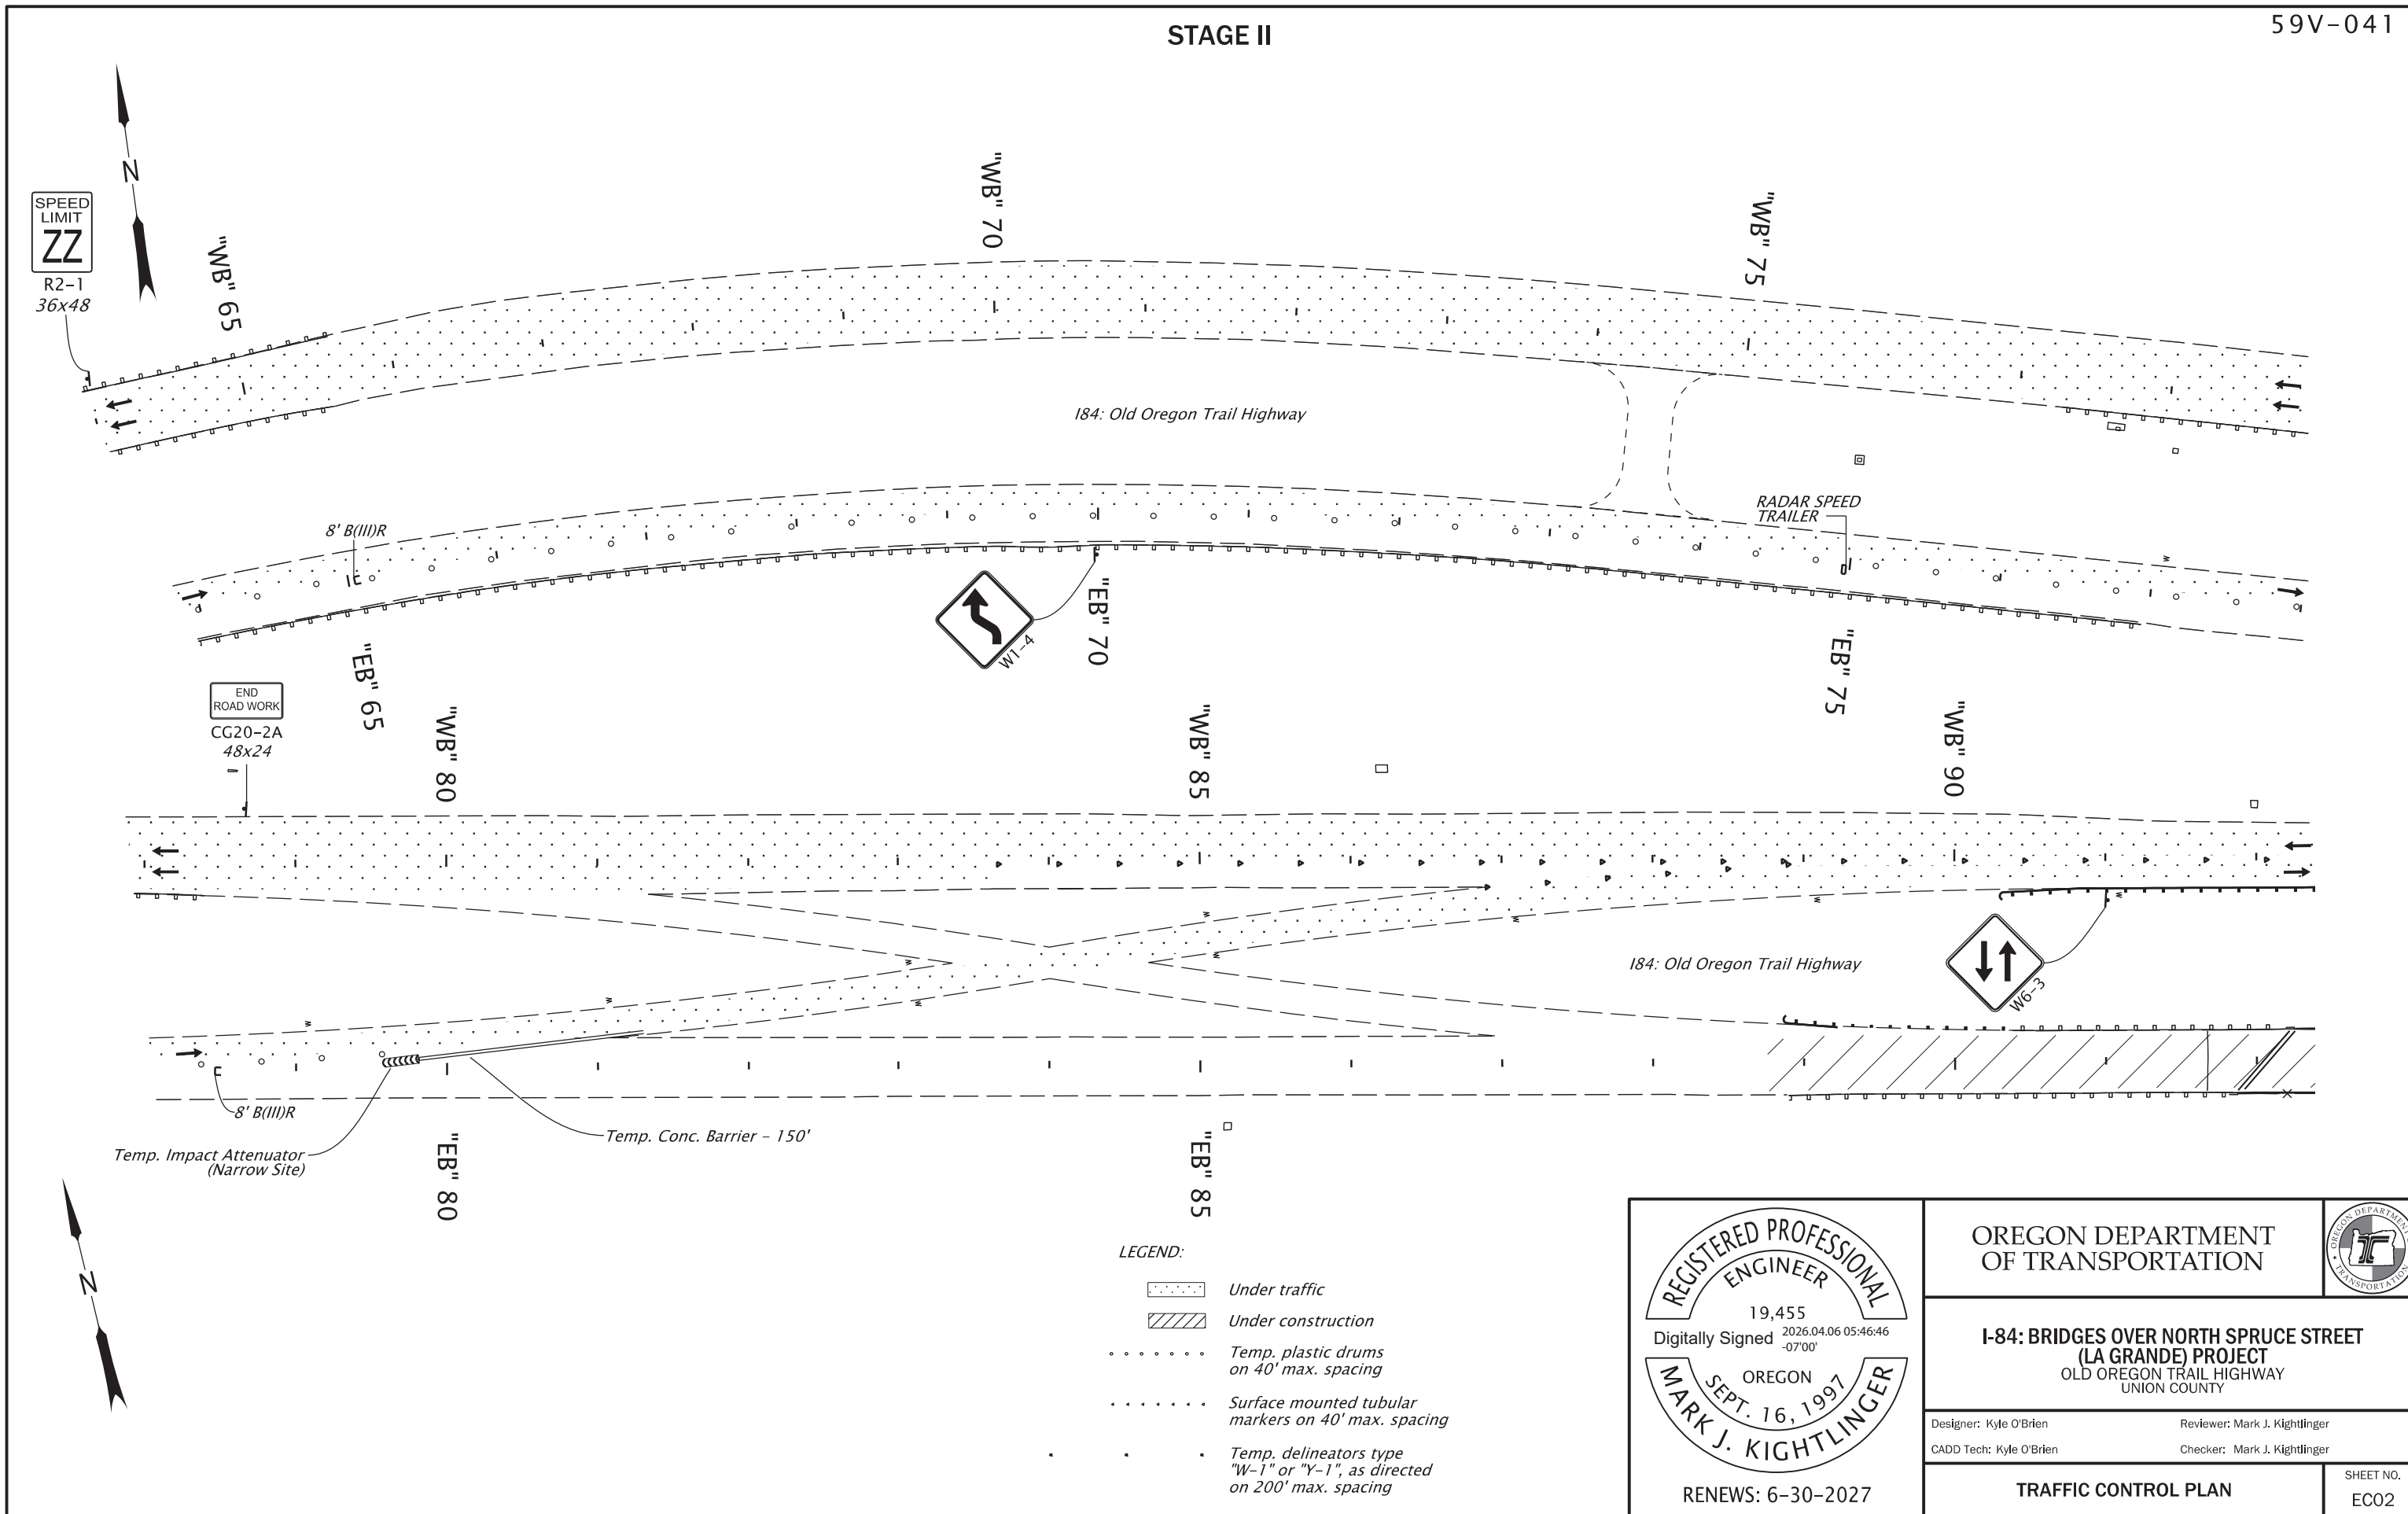 STAGE II
59V-041
N
SPEED
LIMIT
ZZ
R2-1
36x48
"WB" 65
"WB" 70
"WB" 75
I84: Old Oregon Trail Highway
RADAR SPEED
TRAILER
8' B(III)R
W1-4
"EB" 65
"EB" 70
"EB" 75
END
ROAD WORK
CG20-2A
48x24
"WB" 80
"WB" 85
"WB" 90
I84: Old Oregon Trail Highway
W6-3
8' B(III)R
Temp. Impact Attenuator
(Narrow Site)
Temp. Conc. Barrier - 150'
"EB" 80
"EB" 85
N
LEGEND:
Under traffic
Under construction
Temp. plastic drums
on 40' max. spacing
Surface mounted tubular
markers on 40' max. spacing
Temp. delineators type
"W-1" or "Y-1", as directed
on 200' max. spacing
REGISTERED PROFESSIONAL
ENGINEER
19,455
Digitally Signed 2026.04.06 05:46:46
-07'00'
OREGON
SEPT. 16, 1997
MARK J. KIGHTLINGER
RENEWS: 6-30-2027
OREGON DEPARTMENT
OF TRANSPORTATION
OREGON DEPARTMENT
TRANSPORTATION
I-84: BRIDGES OVER NORTH SPRUCE STREET
(LA GRANDE) PROJECT
OLD OREGON TRAIL HIGHWAY
UNION COUNTY
Designer: Kyle O'Brien
Reviewer: Mark J. Kightlinger
CADD Tech: Kyle O'Brien
Checker: Mark J. Kightlinger
TRAFFIC CONTROL PLAN
SHEET NO.
EC02